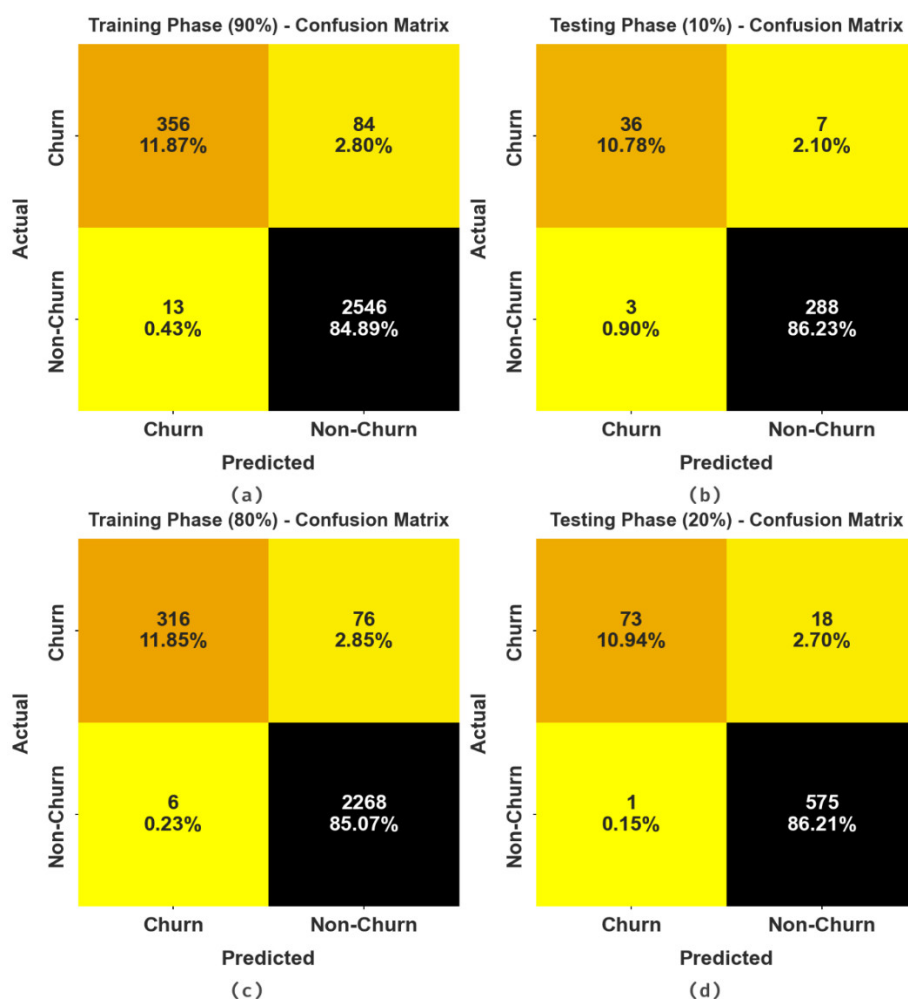 Training Phase (90%) - Confusion Matrix
Churn
356
11.87%
84
2.80%
Actual
Non-Churn
13
0.43%
2546
84.89%
Churn
Non-Churn
Predicted
(a)
Testing Phase (10%) - Confusion Matrix
Churn
36
10.78%
7
2.10%
Actual
Non-Churn
3
0.90%
288
86.23%
Churn
Non-Churn
Predicted
(b)
Training Phase (80%) - Confusion Matrix
Churn
316
11.85%
76
2.85%
Actual
Non-Churn
6
0.23%
2268
85.07%
Churn
Non-Churn
Predicted
(c)
Testing Phase (20%) - Confusion Matrix
Churn
73
10.94%
18
2.70%
Actual
Non-Churn
1
0.15%
575
86.21%
Churn
Non-Churn
Predicted
(d)